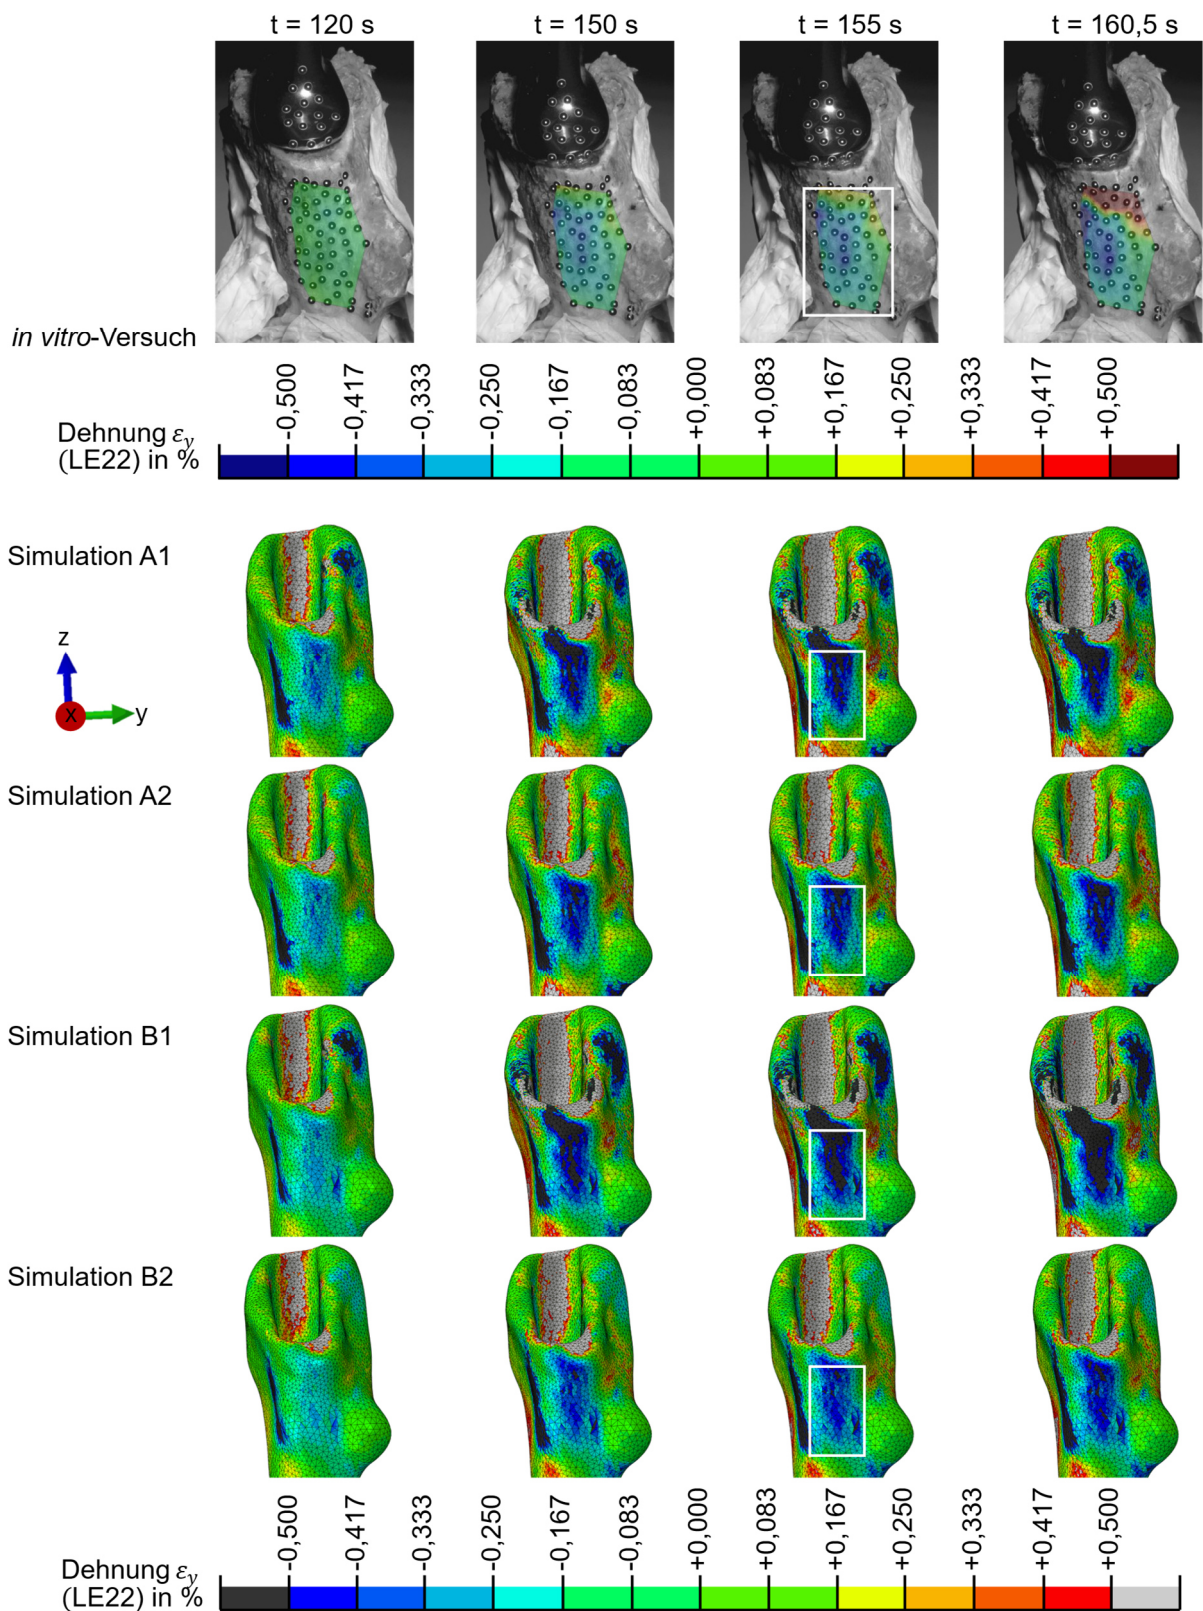 t = 120 s
t = 150 s
t = 155 s
t = 160,5 s
in vitro-Versuch
-0,500
-0,417
-0,333
-0,250
-0,167
-0,083
+0,000
+0,083
+0,167
+0,250
+0,333
+0,417
+0,500
Dehnung εy
(LE22) in %
Simulation A1
z
x
y
Simulation A2
Simulation B1
Simulation B2
-0,500
-0,417
-0,333
-0,250
-0,167
-0,083
+0,000
+0,083
+0,167
+0,250
+0,333
+0,417
+0,500
Dehnung εy
(LE22) in %